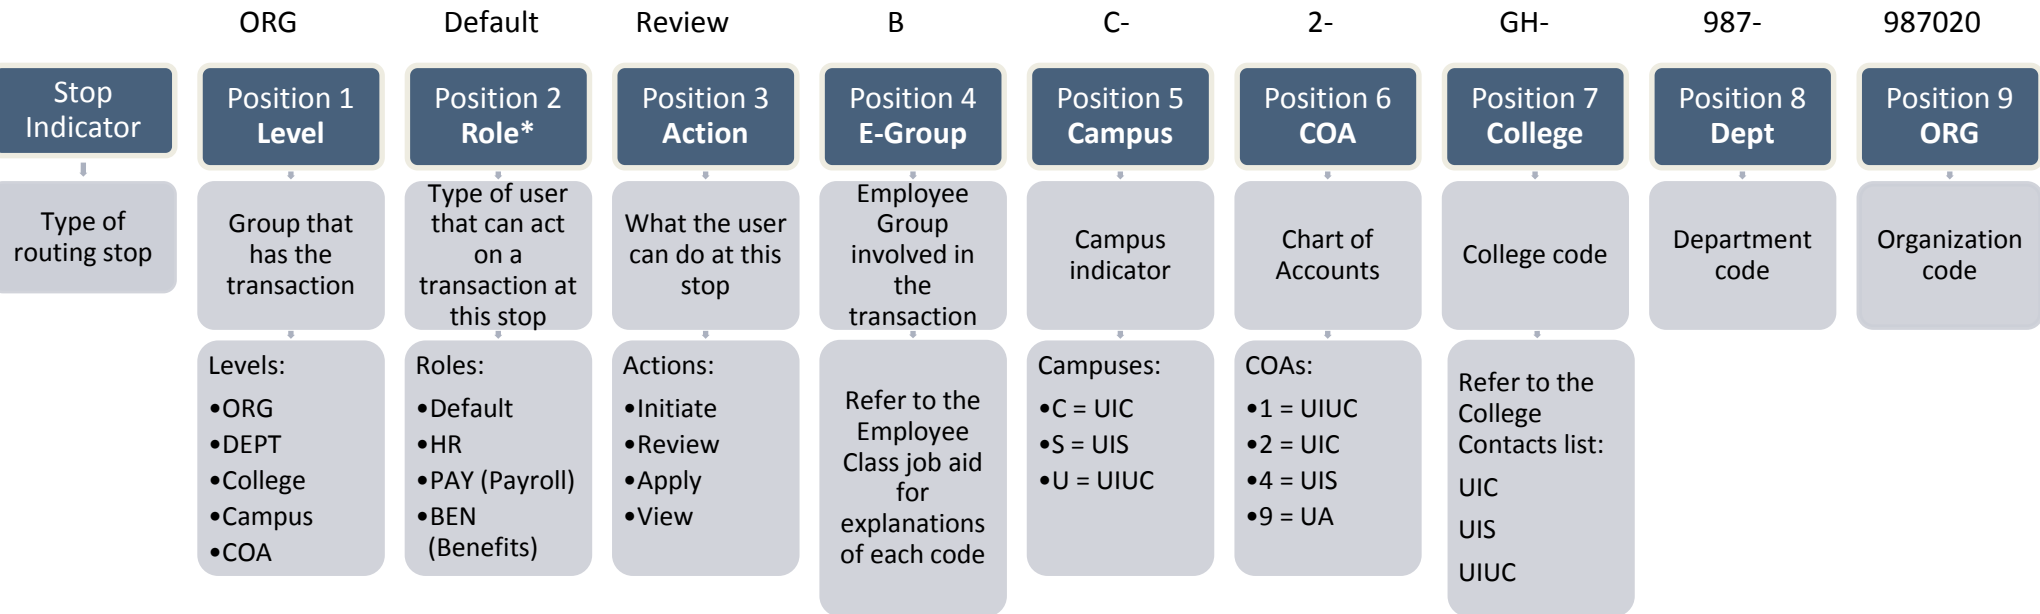 ORG Default Review B C- 2- GH- 987- 987020
Stop
Indicator
Position 1
Level
Position 2
Role*
Position 3
Action
Position 4
E-Group
Position 5
Campus
Position 6
COA
Position 7
College
Position 8
Dept
Position 9
ORG
Type of
routing stop
Group that
has the
transaction
Type of user
that can act
on a
transaction at
this stop
What the user
can do at this
stop
Employee
Group
involved in
the
transaction
Campus
indicator
Chart of
Accounts
College code
Department
code
Organization
code
Levels:
•ORG
•DEPT
•College
•Campus
•COA
Roles:
•Default
•HR
•PAY (Payroll)
•BEN
(Benefits)
Actions:
•Initiate
•Review
•Apply
•View
Refer to the
Employee
Class job aid
for
explanations
of each code
Campuses:
•C = UIC
•S = UIS
•U = UIUC
COAs:
•1 = UIUC
•2 = UIC
•4 = UIS
•9 = UA
Refer to the
College
Contacts list:
UIC
UIS
UIUC